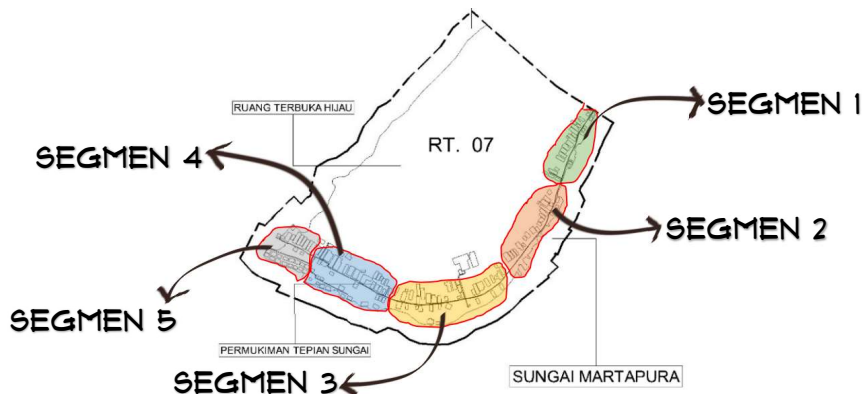 SEGMEN 1
RUANG TERBUKA HIJAU
RT. 07
SEGMEN 4
SEGMEN 2
SEGMEN 5
PERMUKIMAN TEPIAN SUNGAI
SEGMEN 3
SUNGAI MARTAPURA